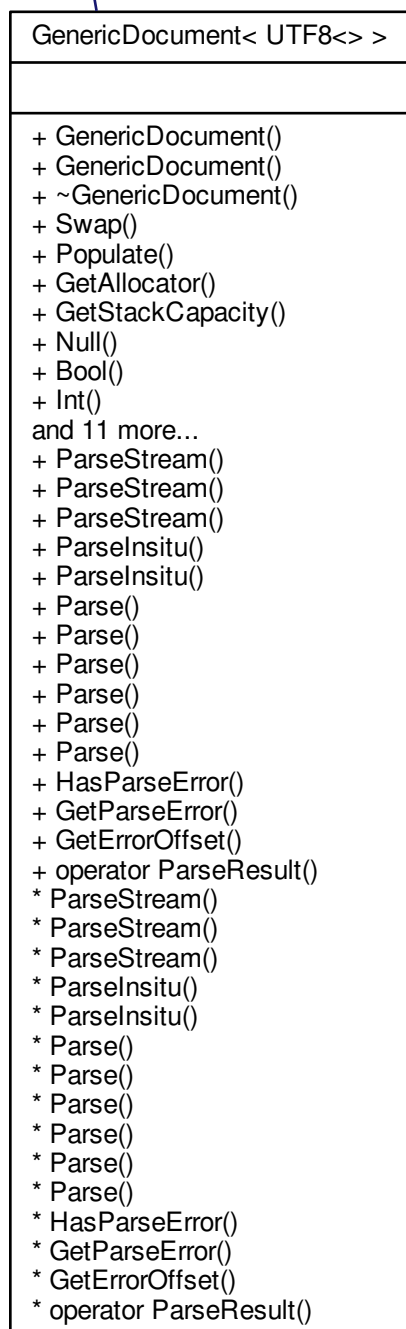 GenericDocument< UTF8<> >
+ GenericDocument()
+ GenericDocument()
+ ~GenericDocument()
+ Swap()
+ Populate()
+ GetAllocator()
+ GetStackCapacity()
+ Null()
+ Bool()
+ Int()
and 11 more...
+ ParseStream()
+ ParseStream()
+ ParseStream()
+ ParseInsitu()
+ ParseInsitu()
+ Parse()
+ Parse()
+ Parse()
+ Parse()
+ Parse()
+ Parse()
+ HasParseError()
+ GetParseError()
+ GetErrorOffset()
+ operator ParseResult()
* ParseStream()
* ParseStream()
* ParseStream()
* ParseInsitu()
* ParseInsitu()
* Parse()
* Parse()
* Parse()
* Parse()
* Parse()
* Parse()
* HasParseError()
* GetParseError()
* GetErrorOffset()
* operator ParseResult()